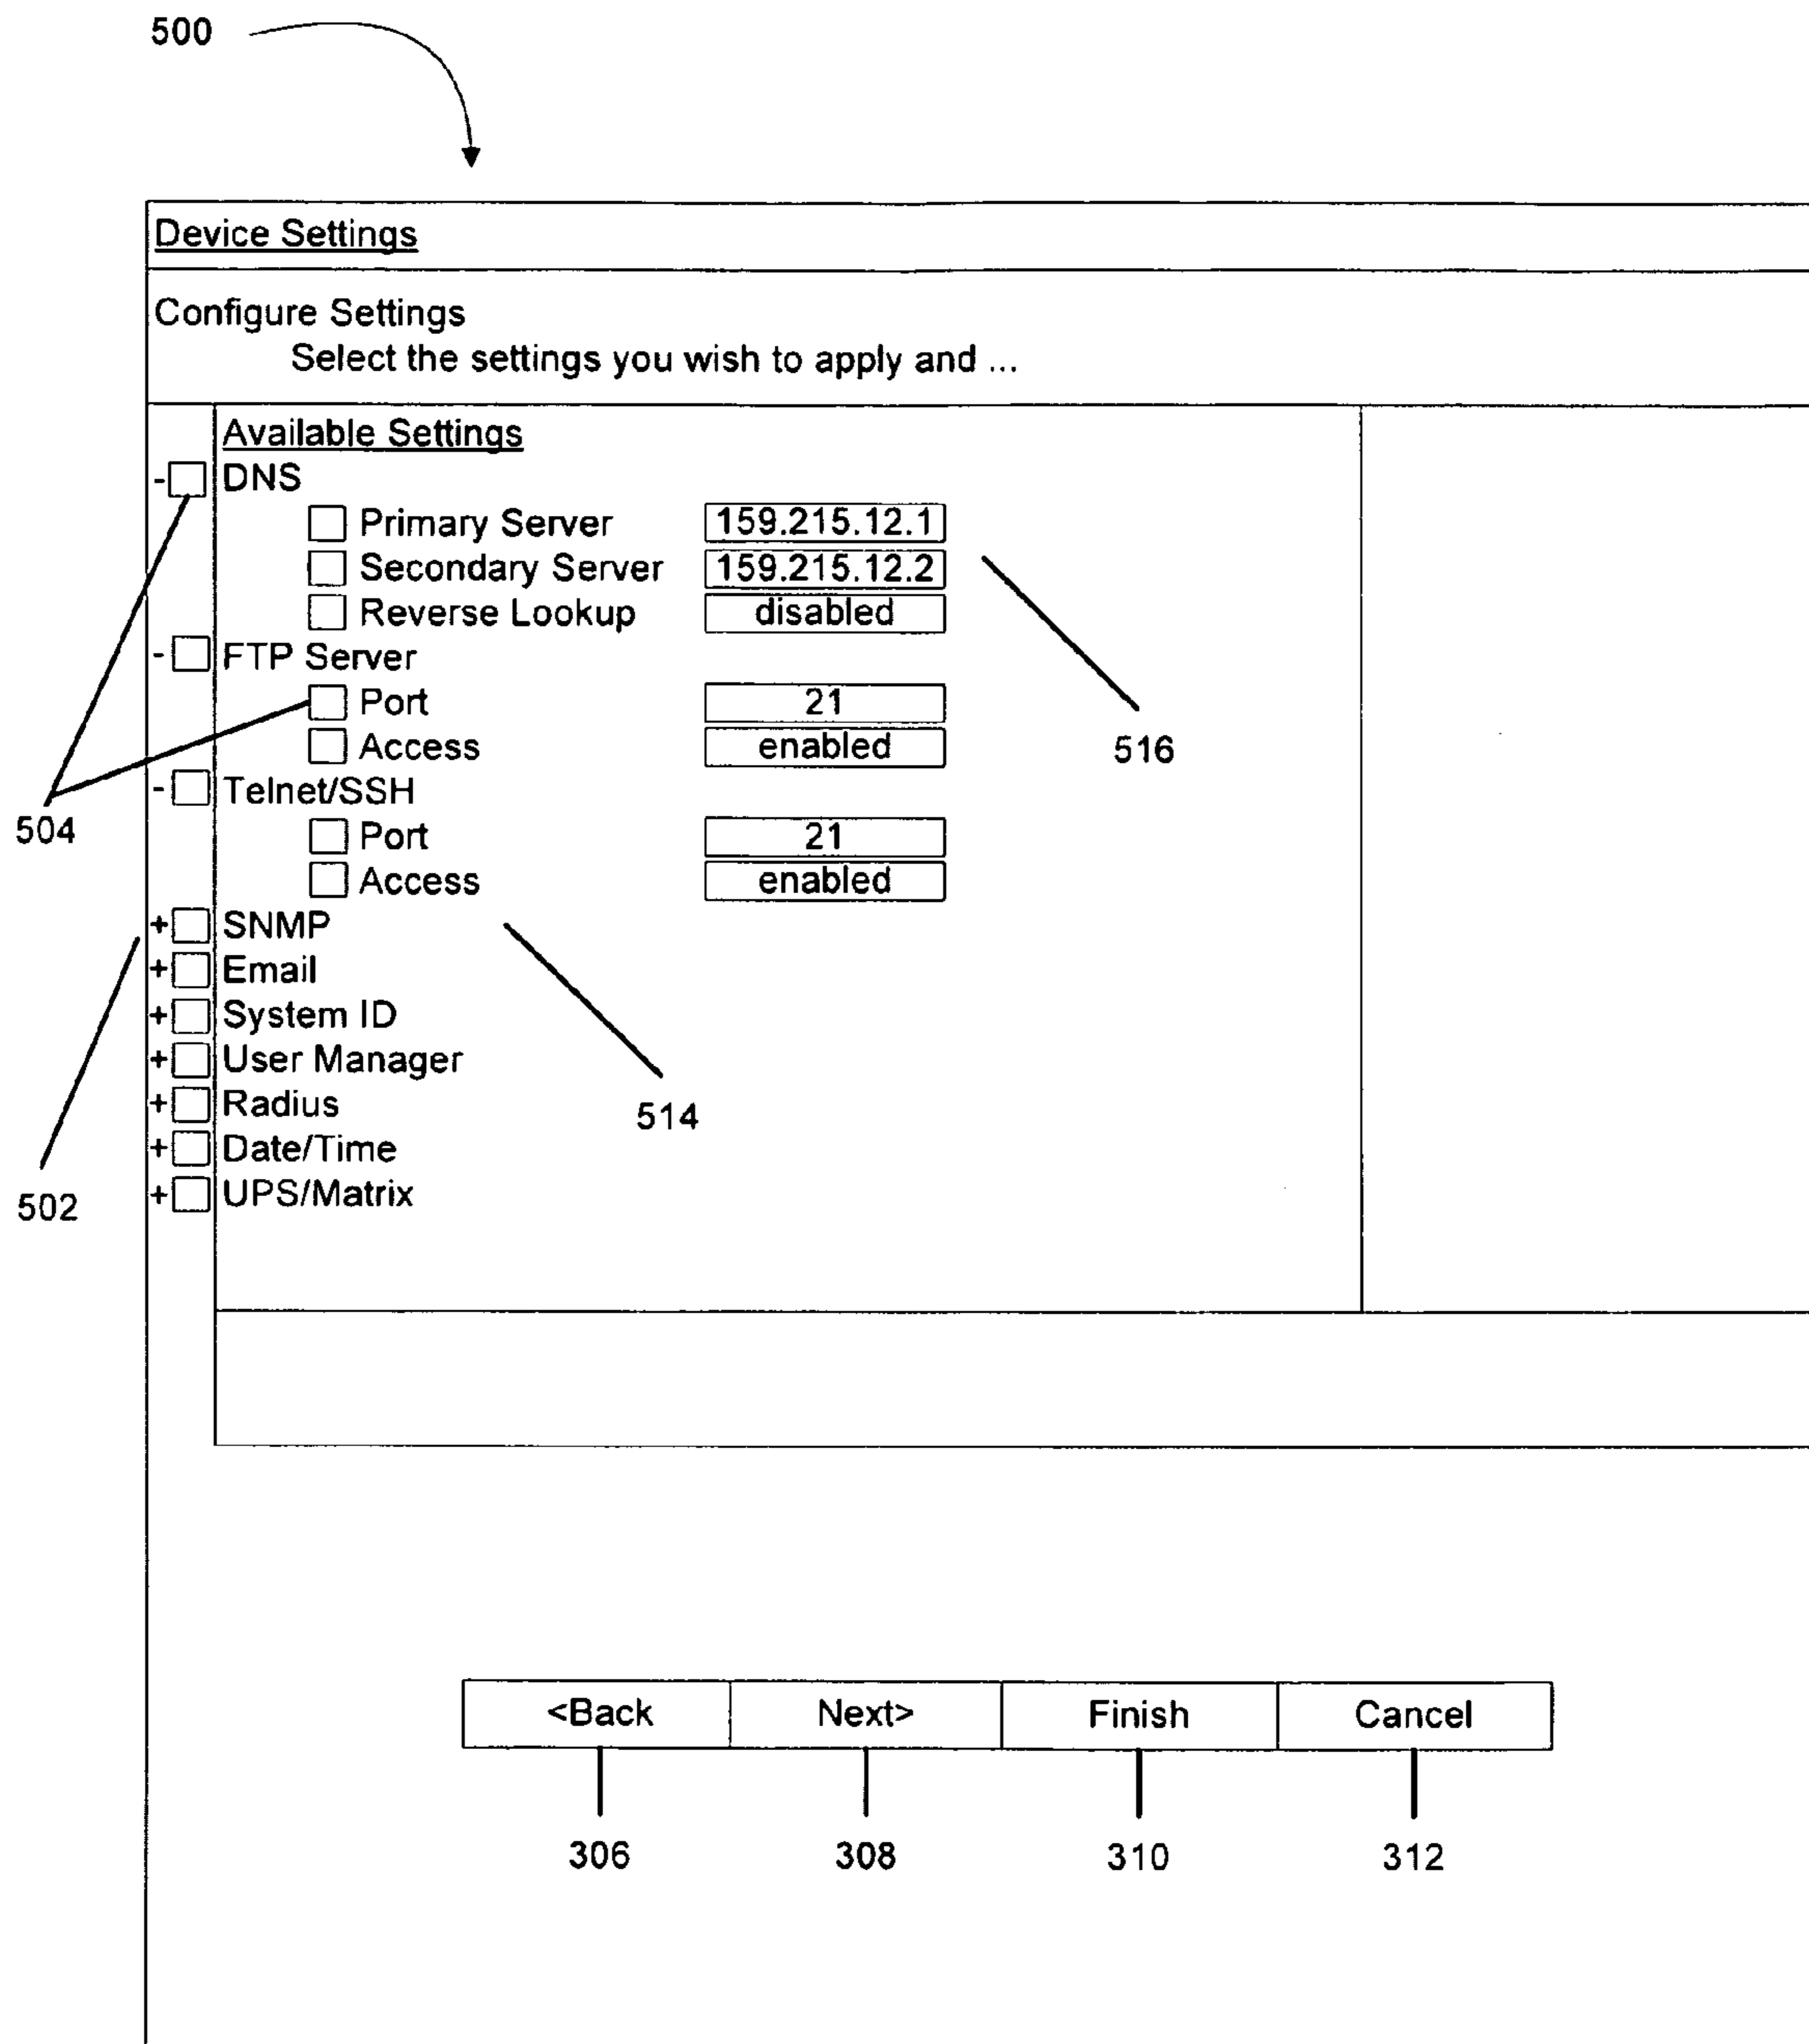 500
Device Settings
Configure Settings
Select the settings you wish to apply and ...
Available Settings
- DNS
Primary Server 159.215.12.1
Secondary Server 159.215.12.2
Reverse Lookup disabled
- FTP Server
Port 21
Access enabled
516
- Telnet/SSH
504
Port 21
Access enabled
+ SNMP
+ Email
+ System ID
+ User Manager
+ Radius
514
+ Date/Time
+ UPS/Matrix
502
<Back Next> Finish Cancel
306 308 310 312